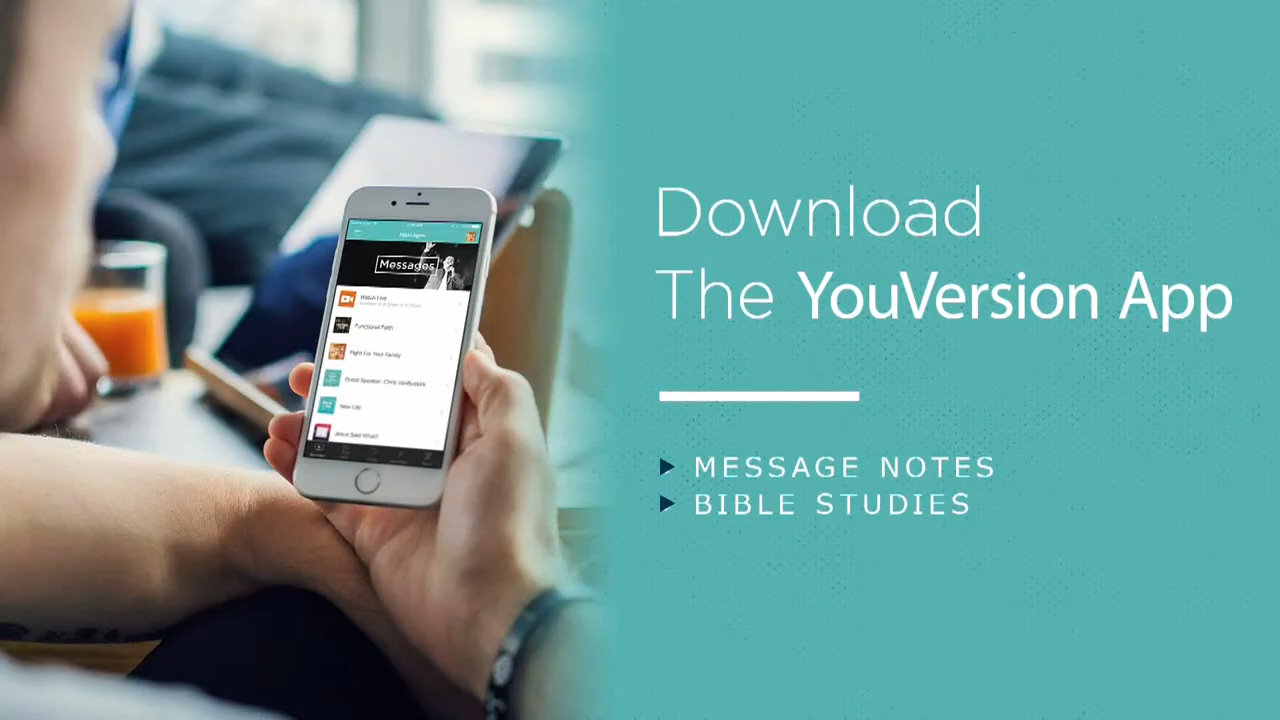 Messages
Messages
Watch Live
Functional Faith
Fight For Your Family
Guest Speaker: Chris VanBuskirk
New Life
Jesus Said What?
Download
The YouVersion App
MESSAGE NOTES
BIBLE STUDIES